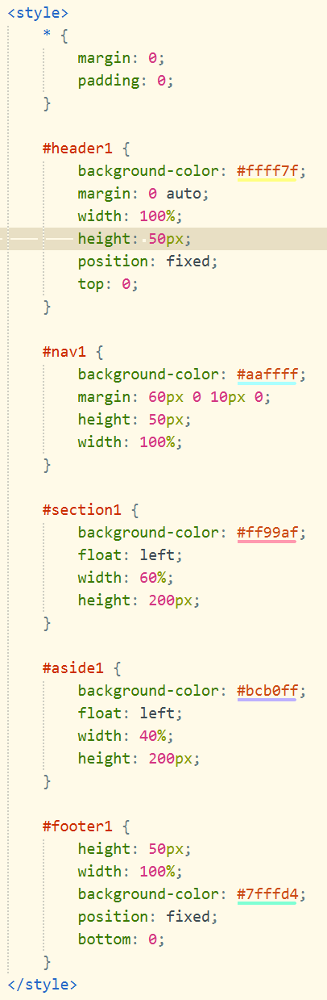 <style>
* {
margin: 0;
padding: 0;
}
#header1 {
background-color: #ffff7f;
margin: 0 auto;
width: 100%;
height: 50px;
position: fixed;
top: 0;
}
#nav1 {
background-color: #aaffff;
margin: 60px 0 10px 0;
height: 50px;
width: 100%;
}
#section1 {
background-color: #ff99af;
float: left;
width: 60%;
height: 200px;
}
#aside1 {
background-color: #bcb0ff;
float: left;
width: 40%;
height: 200px;
}
#footer1 {
height: 50px;
width: 100%;
background-color: #7fffd4;
position: fixed;
bottom: 0;
}
</style>